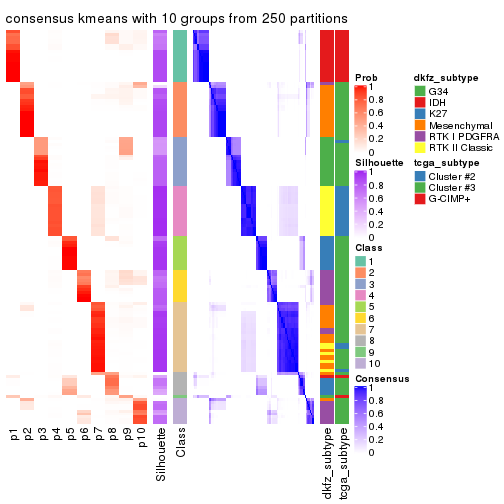 consensus kmeans with 10 groups from 250 partitions
Prob
1
0.8
0.6
0.4
0.2
0
Silhouette
1
0.8
0.6
0.4
0.2
0
Class
1
2
3
4
5
6
7
8
9
10
Consensus
1
0.8
0.6
0.4
0.2
0
dkfz_subtype
G34
IDH
K27
Mesenchymal
RTK I PDGFRA
RTK II Classic
tcga_subtype
Cluster #2
Cluster #3
G-CIMP+
p1
p2
p3
p4
p5
p6
p7
p8
p9
p10
Silhouette
Class
dkfz_subtype
tcga_subtype